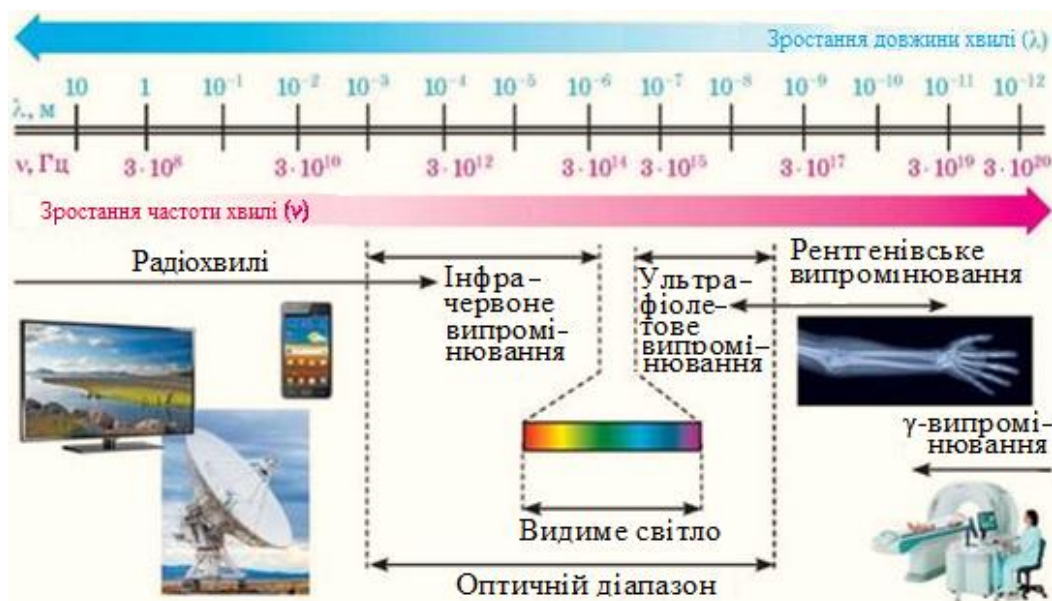 Зростання довжини хвилі (λ)
10 1 10⁻¹ 10⁻² 10⁻³ 10⁻⁴ 10⁻⁵ 10⁻⁶ 10⁻⁷ 10⁻⁸ 10⁻⁹ 10⁻¹⁰ 10⁻¹¹ 10⁻¹²
λ, м
ν, Гц 3·10⁸ 3·10¹⁰ 3·10¹² 3·10¹⁴ 3·10¹⁵ 3·10¹⁷ 3·10¹⁹ 3·10²⁰
Зростання частоти хвилі (ν)
Радіохвилі
Інфра-
червоне
випромі-
нювання
Ультра-
фіоле-
тове
випромі-
нювання
Рентгенівське
випромінювання
γ-випромі-
нювання
Видиме світло
Оптичній діапазон